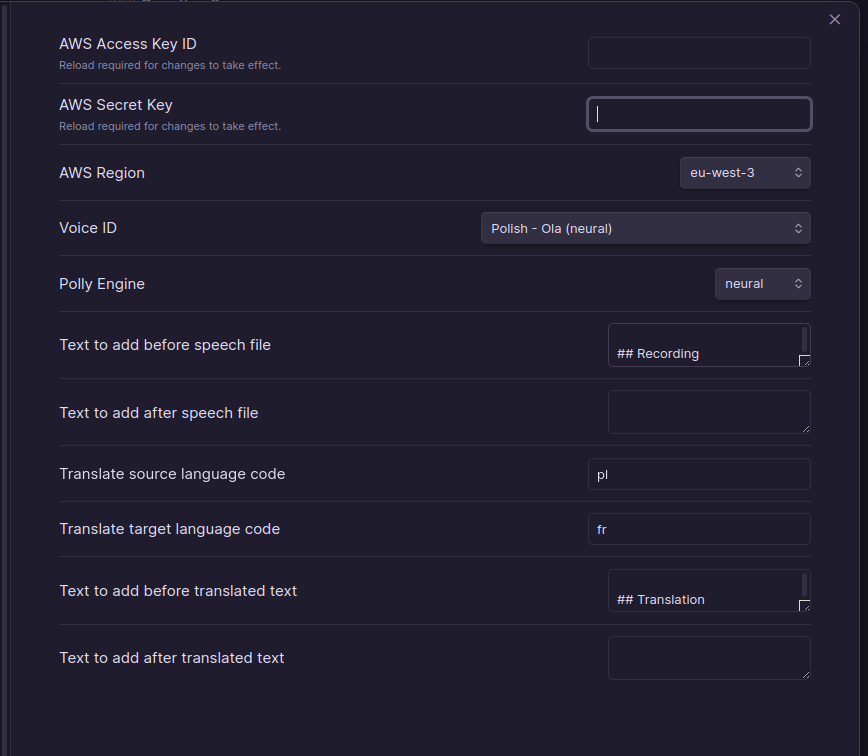 AWS Access Key ID
Reload required for changes to take effect.
AWS Secret Key
Reload required for changes to take effect.
AWS Region
eu-west-3
Voice ID
Polish - Ola (neural)
Polly Engine
neural
Text to add before speech file
## Recording
Text to add after speech file
Translate source language code
pl
Translate target language code
fr
Text to add before translated text
## Translation
Text to add after translated text